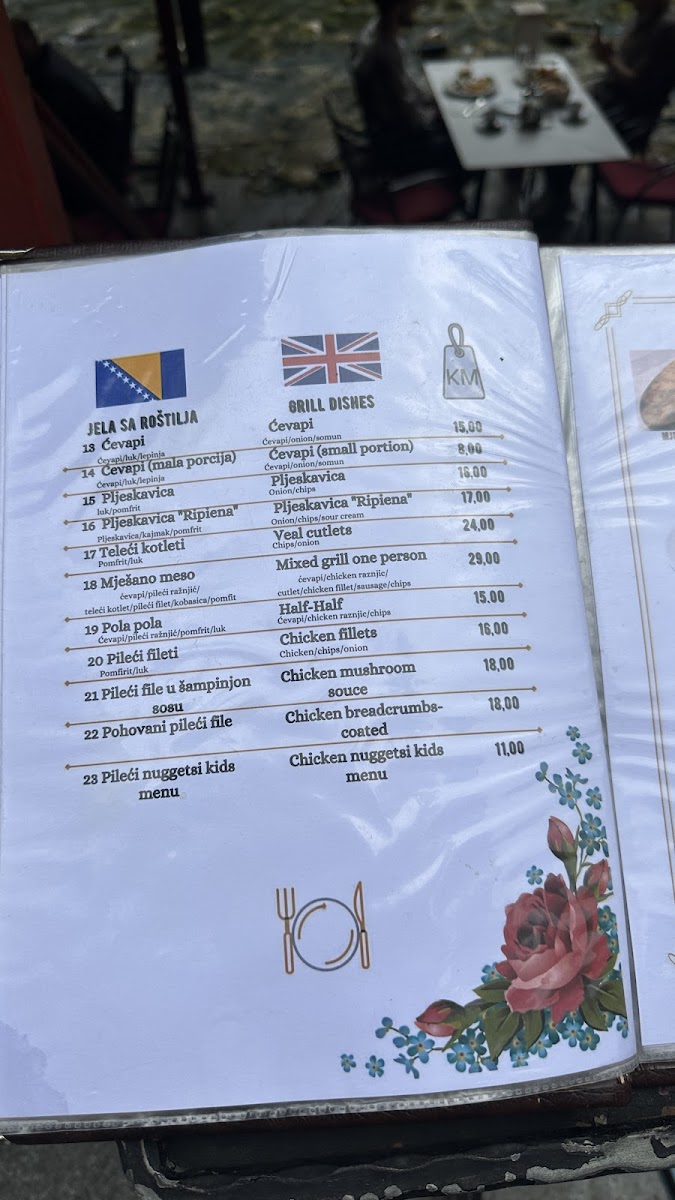 KM
JELA SA ROŠTILJA GRILL DISHES
13 Ćevapi Ćevapi 15,00
Ćevapi/luk/lepinja Ćevapi/onion/somun
14 Ćevapi (mala porcija) Ćevapi (small portion) 8,00
Ćevapi/luk/lepinja Ćevapi/onion/somun
15 Pljeskavica Pljeskavica 16,00
luk/pomfrit Onion/chips
16 Pljeskavica "Ripiena" Pljeskavica "Ripiena" 17,00
Pljeskavica/kajmak/pomfrit Onion/chips/sour cream
17 Teleći kotleti Veal cutlets 24,00
Pomfrit/luk Chips/onion
18 Mješano meso Mixed grill one person 29,00
ćevapi/pileći ražnjić/ ćevapi/chicken raznjic/
teleći kotlet/pileći filet/kobasica/pomfit cutlet/chicken fillet/sausage/chips
19 Pola pola Half-Half 15.00
Ćevapi/pileći ražnjić/pomfrit/luk Ćevapi/chicken raznjic/chips
20 Pileći fileti Chicken fillets 16,00
Pomfirit/luk Chicken/chips/onion
21 Pileći file u šampinjon Chicken mushroom 18,00
sosu souce
22 Pohovani pileći file Chicken breadcrumbs- 18,00
coated
23 Pileći nuggetsi kids Chicken nuggetsi kids 11,00
menu menu